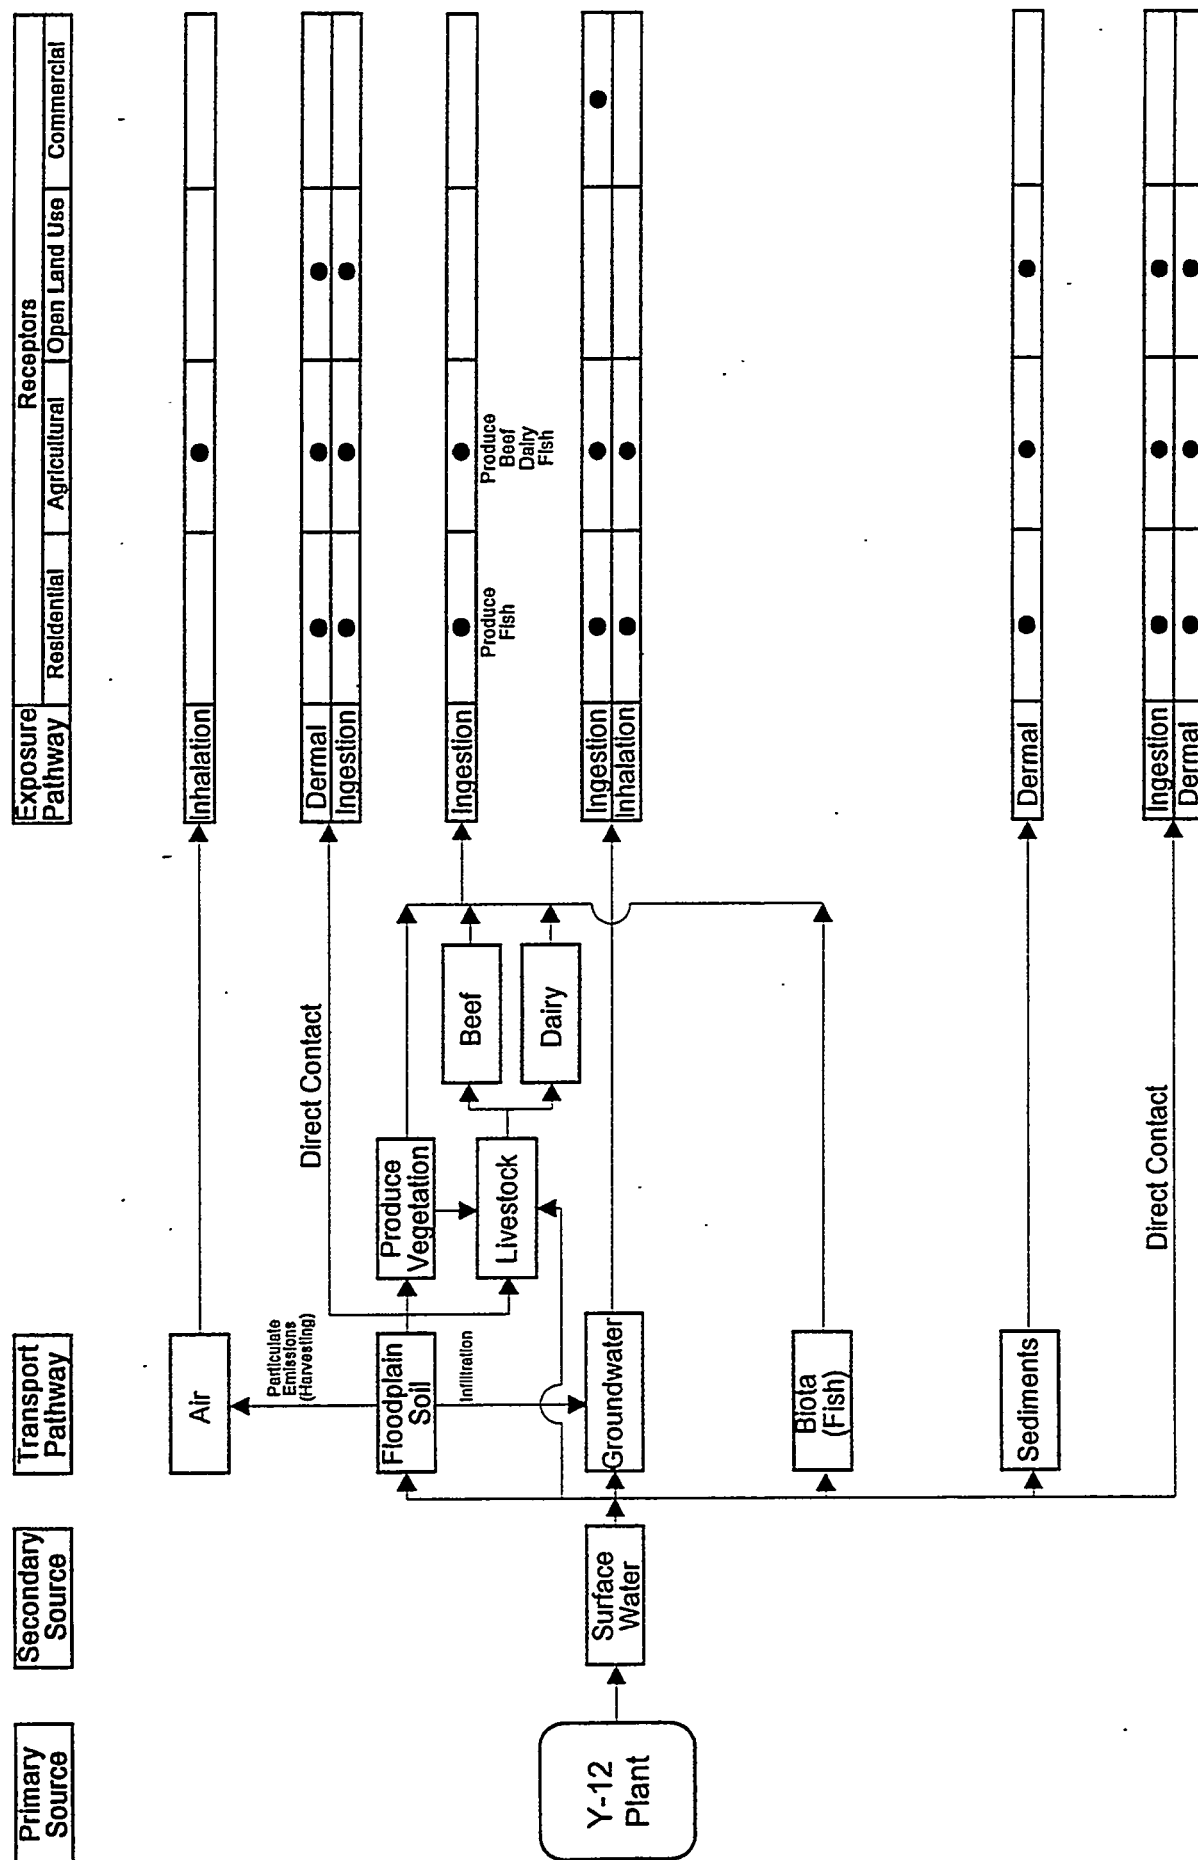 Primary
Source
Secondary
Source
Transport
Pathway
Exposure
Pathway
Receptors
Residential
Agricultural
Open Land Use
Commercial
Air
Inhalation
Particulate
Emissions
(Harvesting)
Direct Contact
Dermal
Ingestion
Floodplain
Soil
Produce
Vegetation
Beef
Ingestion
Infiltration
Livestock
Dairy
Produce
Fish
Produce
Beef
Dairy
Fish
Y-12
Plant
Surface
Water
Groundwater
Ingestion
Inhalation
Biota
(Fish)
Sediments
Dermal
Direct Contact
Ingestion
Dermal